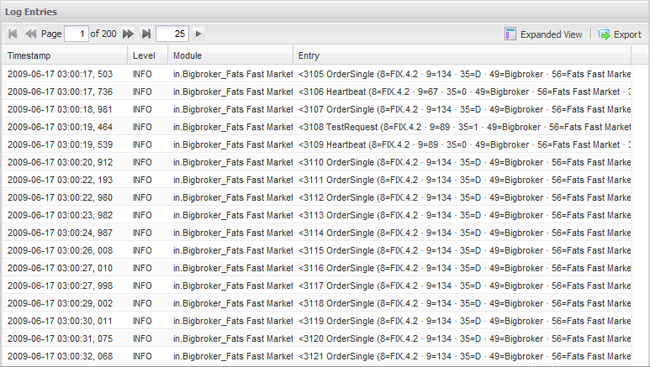 Log Entries
Page 1 of 200 25 Expanded View Export
Timestamp Level Module Entry
2009-06-17 03:00:17, 503 INFO in.Bigbroker_Fats Fast Market <3105 OrderSingle (8=FIX.4.2 · 9=134 · 35=D · 49=Bigbroker · 56=Fats Fast Marke
2009-06-17 03:00:17, 736 INFO in.Bigbroker_Fats Fast Market <3106 Heartbeat (8=FIX.4.2 · 9=67 · 35=0 · 49=Bigbroker · 56=Fats Fast Market · 3
2009-06-17 03:00:18, 981 INFO in.Bigbroker_Fats Fast Market <3107 OrderSingle (8=FIX.4.2 · 9=134 · 35=D · 49=Bigbroker · 56=Fats Fast Marke
2009-06-17 03:00:19, 464 INFO in.Bigbroker_Fats Fast Market <3108 TestRequest (8=FIX.4.2 · 9=89 · 35=1 · 49=Bigbroker · 56=Fats Fast Market
2009-06-17 03:00:19, 539 INFO in.Bigbroker_Fats Fast Market <3109 Heartbeat (8=FIX.4.2 · 9=89 · 35=0 · 49=Bigbroker · 56=Fats Fast Market · 3
2009-06-17 03:00:20, 912 INFO in.Bigbroker_Fats Fast Market <3110 OrderSingle (8=FIX.4.2 · 9=134 · 35=D · 49=Bigbroker · 56=Fats Fast Marke
2009-06-17 03:00:22, 193 INFO in.Bigbroker_Fats Fast Market <3111 OrderSingle (8=FIX.4.2 · 9=134 · 35=D · 49=Bigbroker · 56=Fats Fast Marke
2009-06-17 03:00:22, 980 INFO in.Bigbroker_Fats Fast Market <3112 OrderSingle (8=FIX.4.2 · 9=134 · 35=D · 49=Bigbroker · 56=Fats Fast Marke
2009-06-17 03:00:23, 982 INFO in.Bigbroker_Fats Fast Market <3113 OrderSingle (8=FIX.4.2 · 9=134 · 35=D · 49=Bigbroker · 56=Fats Fast Marke
2009-06-17 03:00:24, 987 INFO in.Bigbroker_Fats Fast Market <3114 OrderSingle (8=FIX.4.2 · 9=134 · 35=D · 49=Bigbroker · 56=Fats Fast Marke
2009-06-17 03:00:26, 008 INFO in.Bigbroker_Fats Fast Market <3115 OrderSingle (8=FIX.4.2 · 9=134 · 35=D · 49=Bigbroker · 56=Fats Fast Marke
2009-06-17 03:00:27, 010 INFO in.Bigbroker_Fats Fast Market <3116 OrderSingle (8=FIX.4.2 · 9=134 · 35=D · 49=Bigbroker · 56=Fats Fast Marke
2009-06-17 03:00:27, 998 INFO in.Bigbroker_Fats Fast Market <3117 OrderSingle (8=FIX.4.2 · 9=134 · 35=D · 49=Bigbroker · 56=Fats Fast Marke
2009-06-17 03:00:29, 002 INFO in.Bigbroker_Fats Fast Market <3118 OrderSingle (8=FIX.4.2 · 9=134 · 35=D · 49=Bigbroker · 56=Fats Fast Marke
2009-06-17 03:00:30, 011 INFO in.Bigbroker_Fats Fast Market <3119 OrderSingle (8=FIX.4.2 · 9=134 · 35=D · 49=Bigbroker · 56=Fats Fast Marke
2009-06-17 03:00:31, 075 INFO in.Bigbroker_Fats Fast Market <3120 OrderSingle (8=FIX.4.2 · 9=134 · 35=D · 49=Bigbroker · 56=Fats Fast Marke
2009-06-17 03:00:32, 068 INFO in.Bigbroker_Fats Fast Market <3121 OrderSingle (8=FIX.4.2 · 9=134 · 35=D · 49=Bigbroker · 56=Fats Fast Marke